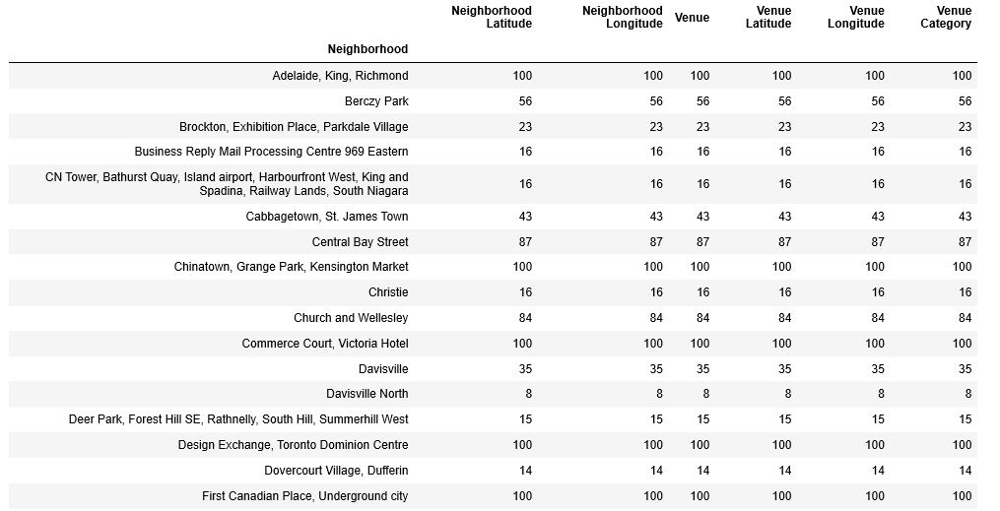 Neighborhood Latitude Neighborhood Longitude Venue Venue Latitude Venue Longitude Venue Category
Neighborhood
Adelaide, King, Richmond 100 100 100 100 100 100
Berczy Park 56 56 56 56 56 56
Brockton, Exhibition Place, Parkdale Village 23 23 23 23 23 23
Business Reply Mail Processing Centre 969 Eastern 16 16 16 16 16 16
CN Tower, Bathurst Quay, Island airport, Harbourfront West, King and
Spadina, Railway Lands, South Niagara 16 16 16 16 16 16
Cabbagetown, St. James Town 43 43 43 43 43 43
Central Bay Street 87 87 87 87 87 87
Chinatown, Grange Park, Kensington Market 100 100 100 100 100 100
Christie 16 16 16 16 16 16
Church and Wellesley 84 84 84 84 84 84
Commerce Court, Victoria Hotel 100 100 100 100 100 100
Davisville 35 35 35 35 35 35
Davisville North 8 8 8 8 8 8
Deer Park, Forest Hill SE, Rathnelly, South Hill, Summerhill West 15 15 15 15 15 15
Design Exchange, Toronto Dominion Centre 100 100 100 100 100 100
Dovercourt Village, Dufferin 14 14 14 14 14 14
First Canadian Place, Underground city 100 100 100 100 100 100